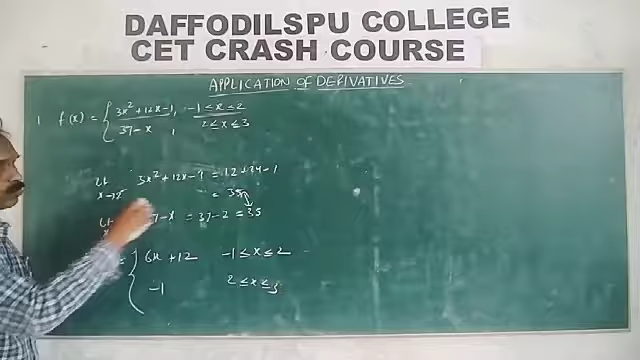 DAFFODILSPU COLLEGE
CET CRASH COURSE
APPLICATION OF DERIVATIVES
1 f(x) = { 3x² + 12x - 1, -1 ≤ x ≤ 2
37 - x , 2 ≤ x ≤ 3
Lt 3x² + 12x - 1 = 12 + 24 - 1
x→2 = 35
Lt 37 - x = 37 - 2 = 35
= { 6x + 12 -1 ≤ x ≤ 2
-1 2 ≤ x ≤ 3